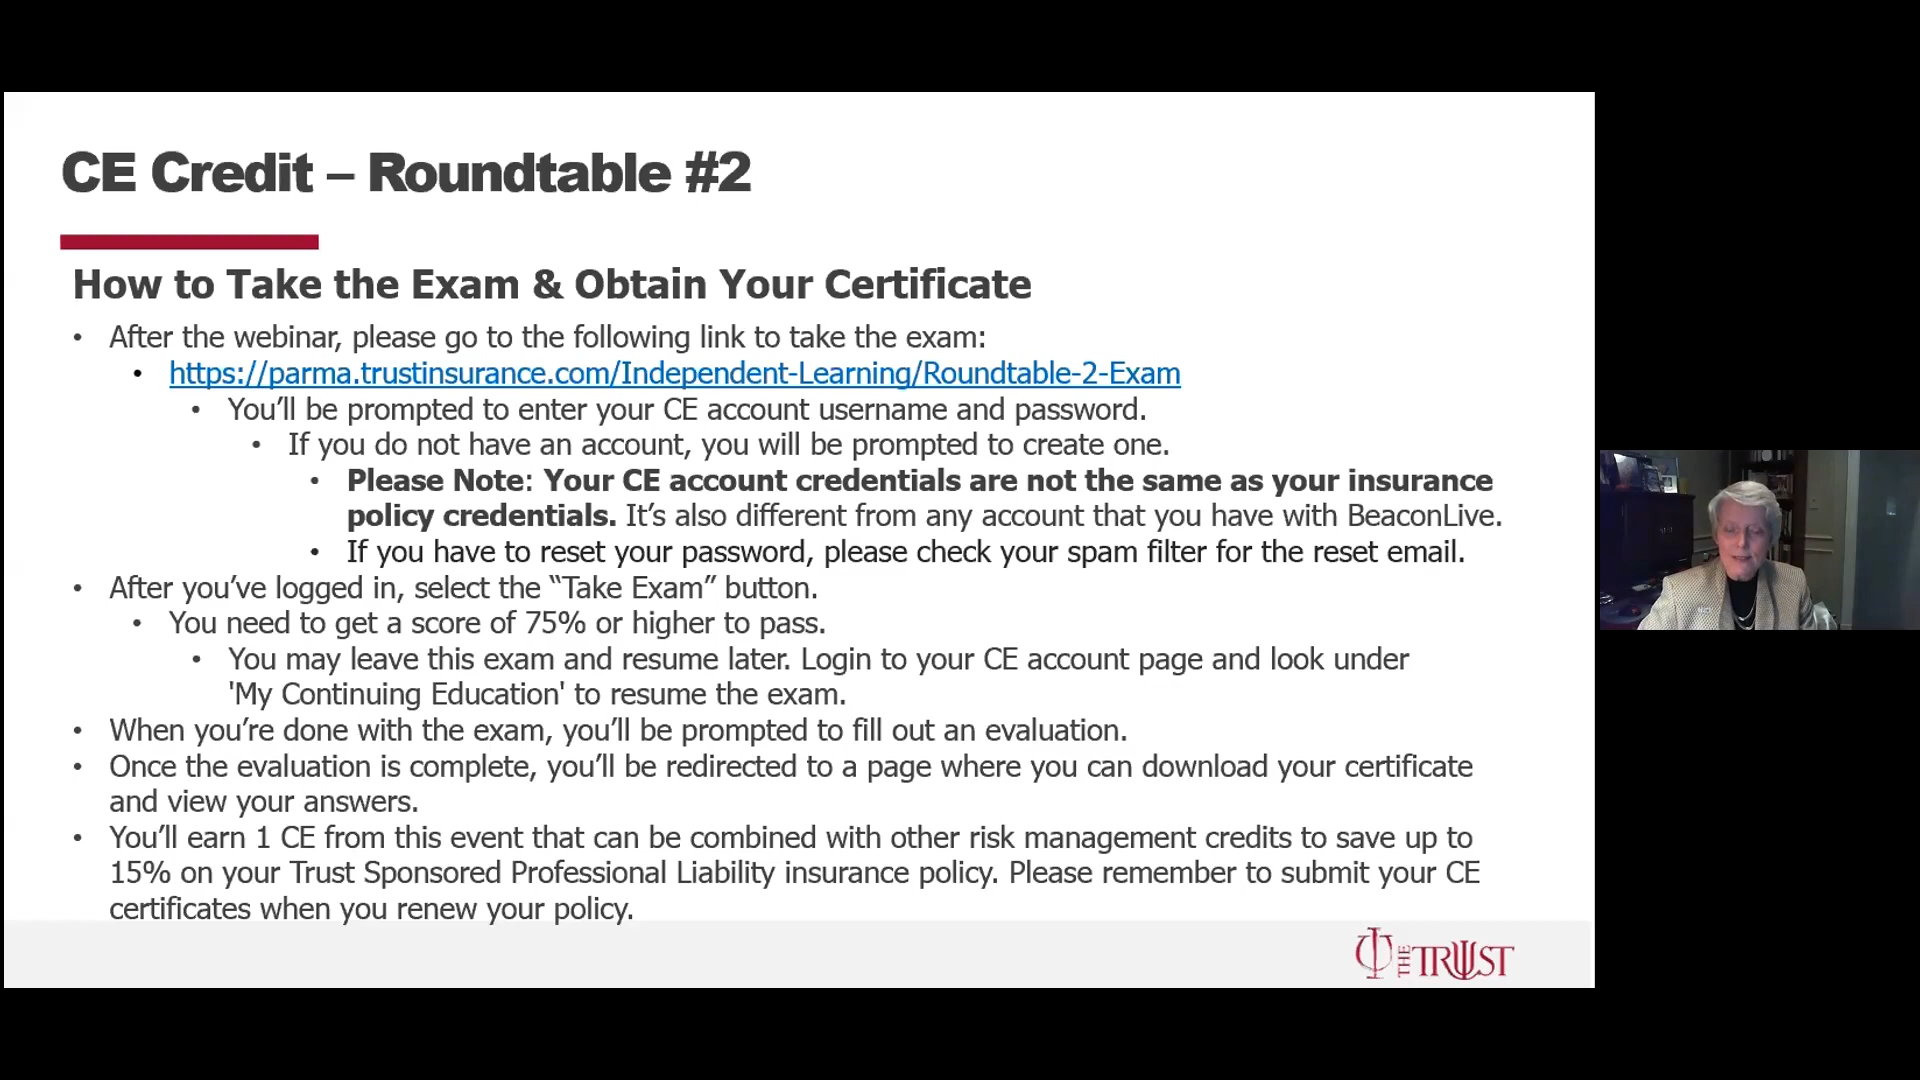 CE Credit – Roundtable #2
How to Take the Exam & Obtain Your Certificate
• After the webinar, please go to the following link to take the exam:
• https://parma.trustinsurance.com/Independent-Learning/Roundtable-2-Exam
• You’ll be prompted to enter your CE account username and password.
• If you do not have an account, you will be prompted to create one.
• Please Note: Your CE account credentials are not the same as your insurance
policy credentials. It’s also different from any account that you have with BeaconLive.
• If you have to reset your password, please check your spam filter for the reset email.
• After you’ve logged in, select the “Take Exam” button.
• You need to get a score of 75% or higher to pass.
• You may leave this exam and resume later. Login to your CE account page and look under
'My Continuing Education' to resume the exam.
• When you’re done with the exam, you’ll be prompted to fill out an evaluation.
• Once the evaluation is complete, you’ll be redirected to a page where you can download your certificate
and view your answers.
• You’ll earn 1 CE from this event that can be combined with other risk management credits to save up to
15% on your Trust Sponsored Professional Liability insurance policy. Please remember to submit your CE
certificates when you renew your policy.
THE TRUST